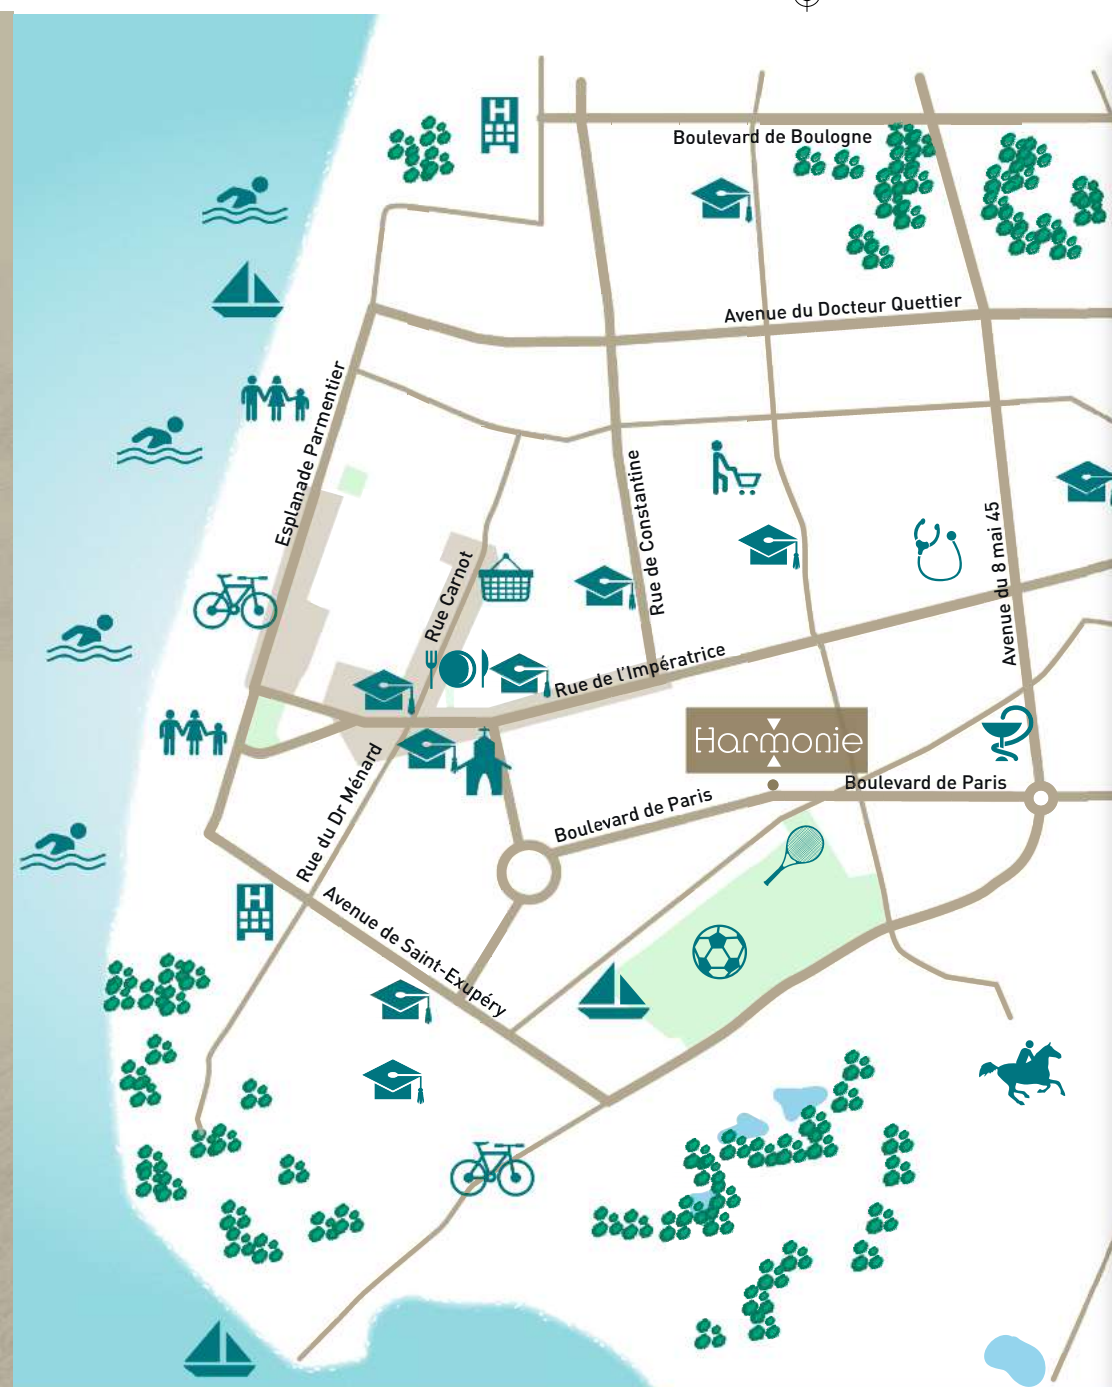 H
Boulevard de Boulogne
Avenue du Docteur Quettier
Esplanade Parmentier
Rue de Constantine
Avenue du 8 mai 45
Rue Carnot
Rue de l'Impératrice
Harmonie
Rue du Dr Ménard
Boulevard de Paris
Boulevard de Paris
H
Avenue de Saint-Exupéry